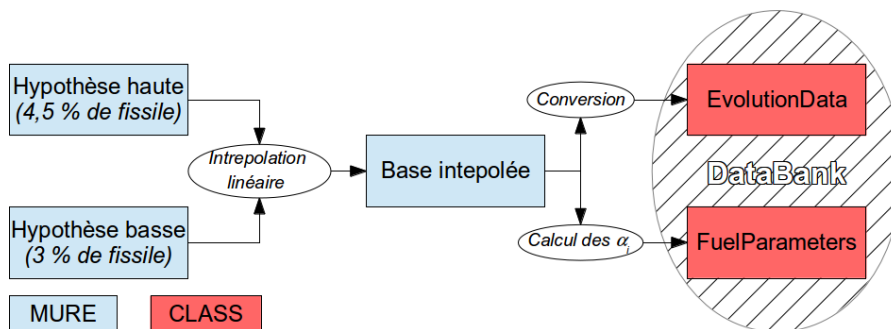 Hypothèse haute
(4,5 % de fissile)
Intrepolation
linéaire
Hypothèse basse
(3 % de fissile)
Base intepolée
Conversion
Calcul des αi
EvolutionData
DataBank
FuelParameters
MURE
CLASS